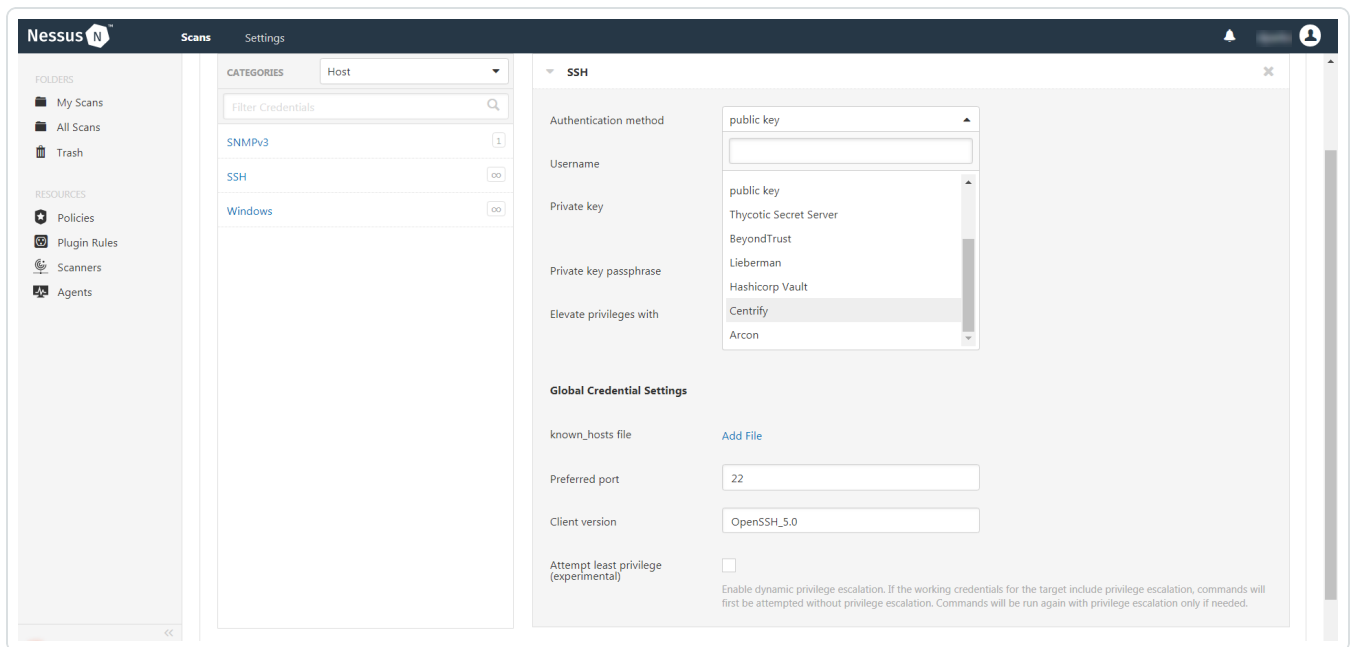 Nessus N ™
Scans
Settings
FOLDERS
My Scans
All Scans
Trash
RESOURCES
Policies
Plugin Rules
Scanners
Agents
CATEGORIES
Host
Filter Credentials
SNMPv3
1
SSH
∞
Windows
∞
SSH
Authentication method
public key
Username
Private key
Private key passphrase
Elevate privileges with
public key
Thycotic Secret Server
BeyondTrust
Lieberman
Hashicorp Vault
Centrify
Arcon
Global Credential Settings
known_hosts file
Add File
Preferred port
22
Client version
OpenSSH_5.0
Attempt least privilege
(experimental)
Enable dynamic privilege escalation. If the working credentials for the target include privilege escalation, commands will
first be attempted without privilege escalation. Commands will be run again with privilege escalation only if needed.